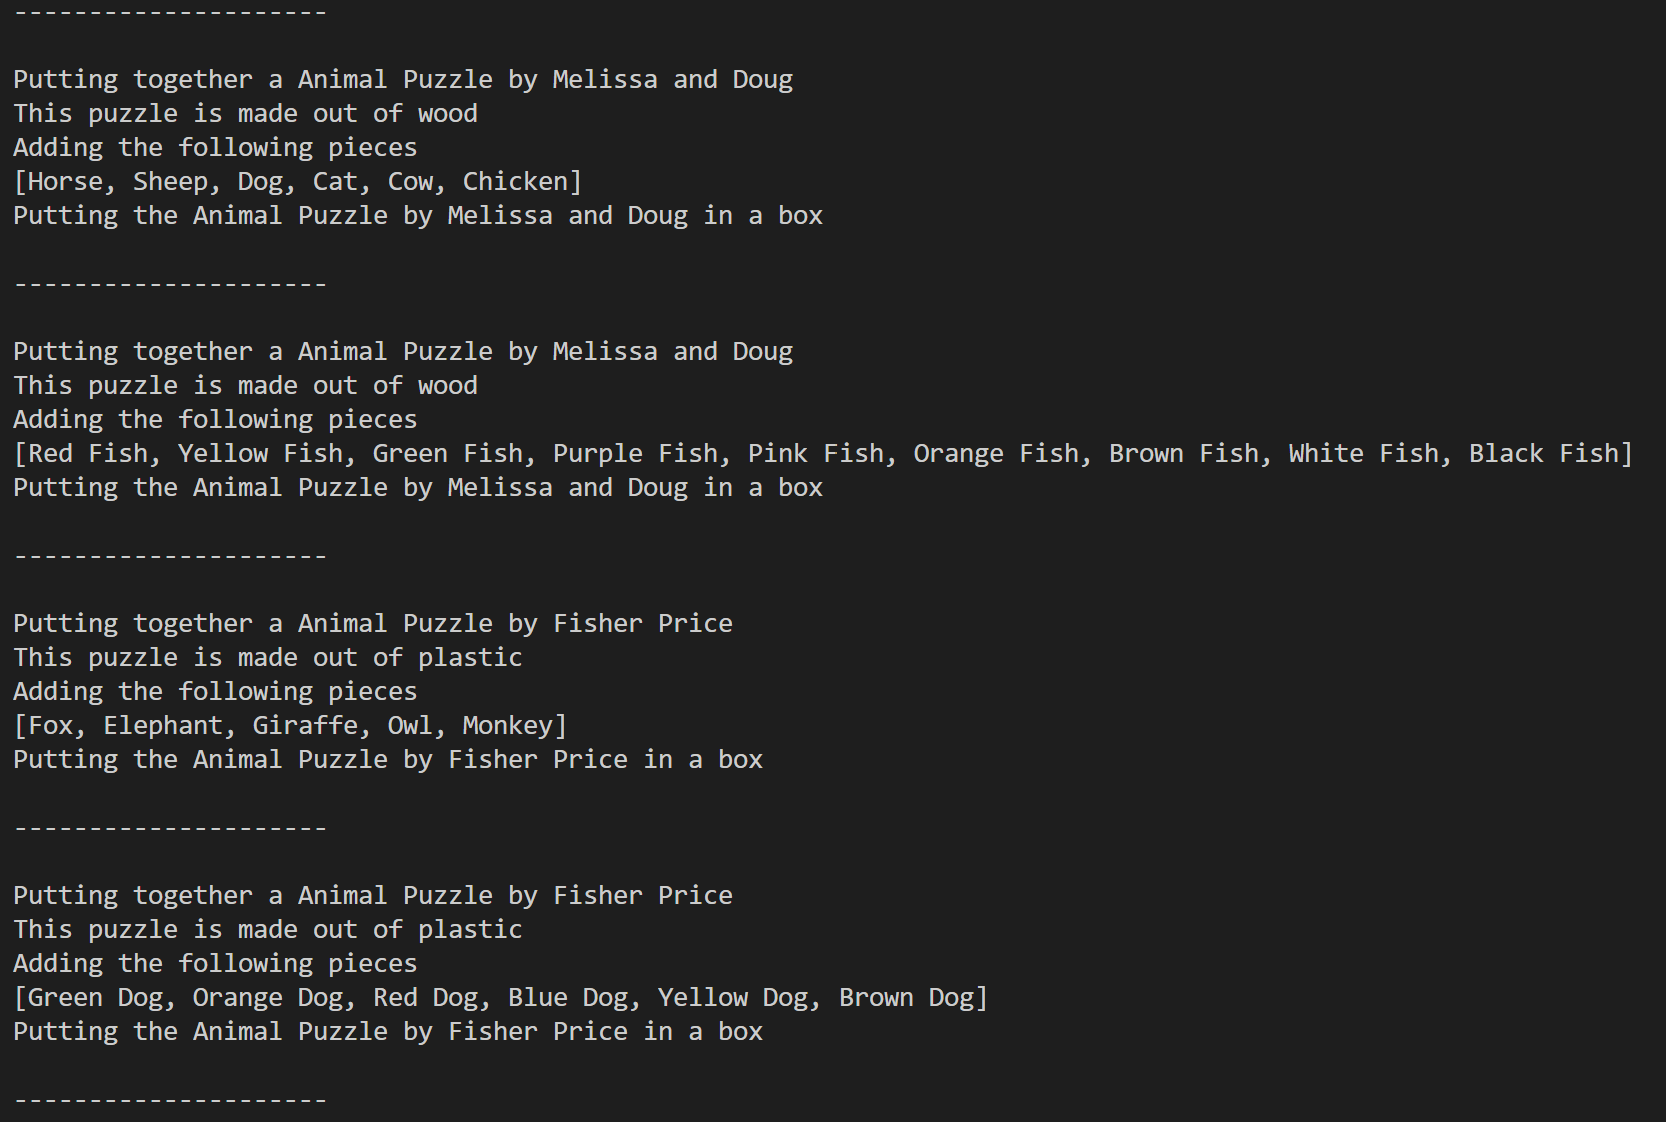 ---------------------
Putting together a Animal Puzzle by Melissa and Doug
This puzzle is made out of wood
Adding the following pieces
[Horse, Sheep, Dog, Cat, Cow, Chicken]
Putting the Animal Puzzle by Melissa and Doug in a box
---------------------
Putting together a Animal Puzzle by Melissa and Doug
This puzzle is made out of wood
Adding the following pieces
[Red Fish, Yellow Fish, Green Fish, Purple Fish, Pink Fish, Orange Fish, Brown Fish, White Fish, Black Fish]
Putting the Animal Puzzle by Melissa and Doug in a box
---------------------
Putting together a Animal Puzzle by Fisher Price
This puzzle is made out of plastic
Adding the following pieces
[Fox, Elephant, Giraffe, Owl, Monkey]
Putting the Animal Puzzle by Fisher Price in a box
---------------------
Putting together a Animal Puzzle by Fisher Price
This puzzle is made out of plastic
Adding the following pieces
[Green Dog, Orange Dog, Red Dog, Blue Dog, Yellow Dog, Brown Dog]
Putting the Animal Puzzle by Fisher Price in a box
---------------------